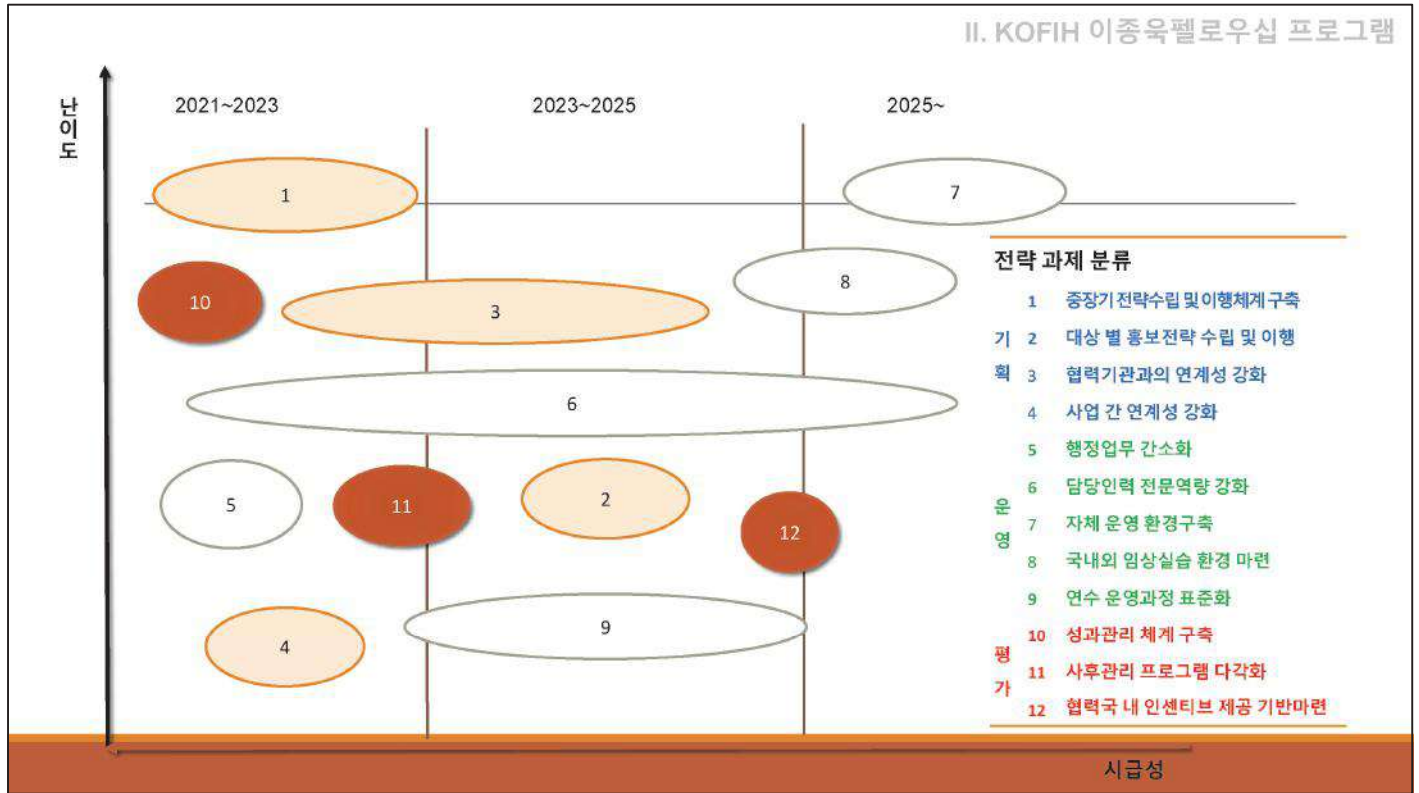 II. KOFIH 이종욱펠로우십 프로그램
난이도
2021~2023
2023~2025
2025~
1
7
8
10
3
6
5
11
2
12
4
9
전략 과제 분류
기획
1 중장기 전략수립 및 이행체계 구축
2 대상 별 홍보전략 수립 및 이행
3 협력기관과의 연계성 강화
4 사업 간 연계성 강화
운영
5 행정업무 간소화
6 담당인력 전문역량 강화
7 자체 운영 환경구축
8 국내외 임상실습 환경 마련
9 연수 운영과정 표준화
평가
10 성과관리 체계 구축
11 사후관리 프로그램 다각화
12 협력국 내 인센티브 제공 기반마련
시급성